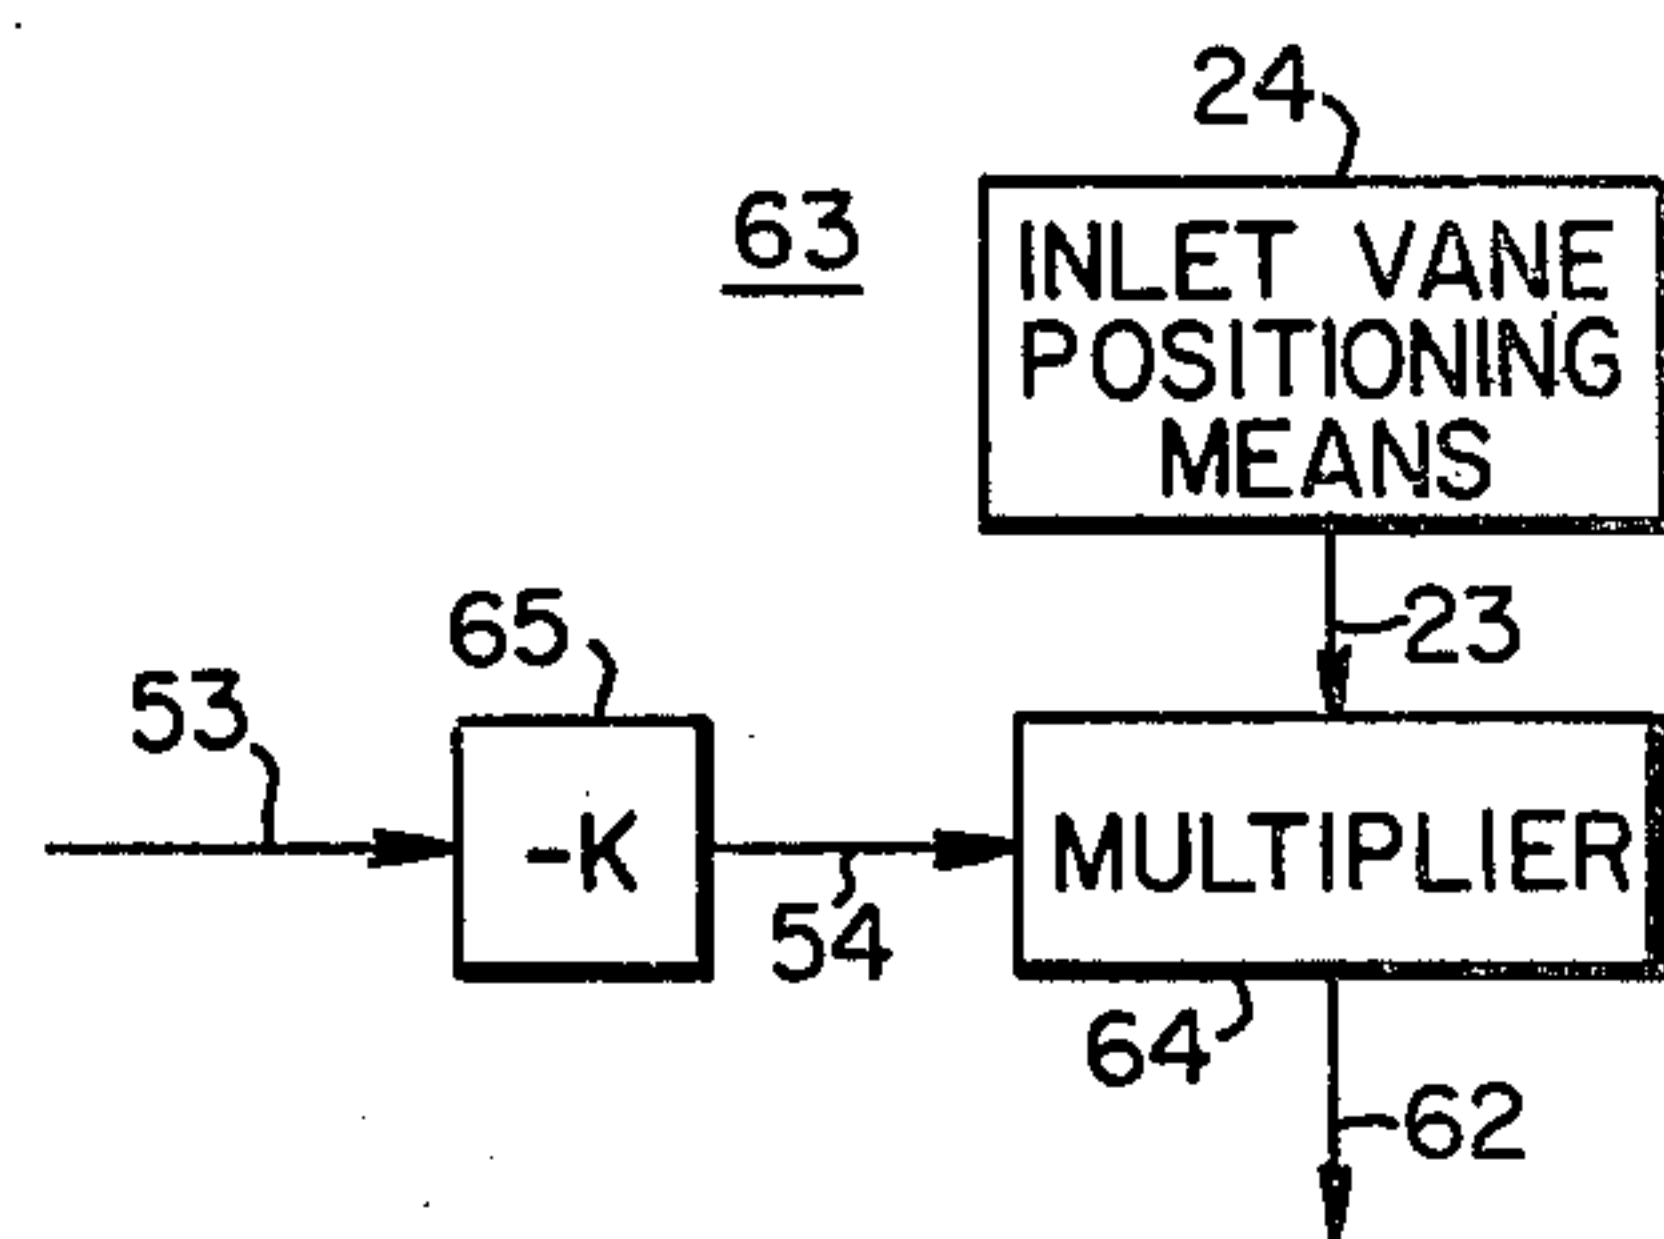 24
63
INLET VANE
POSITIONING
MEANS
23
65
53
-K
54
MULTIPLIER
64
62